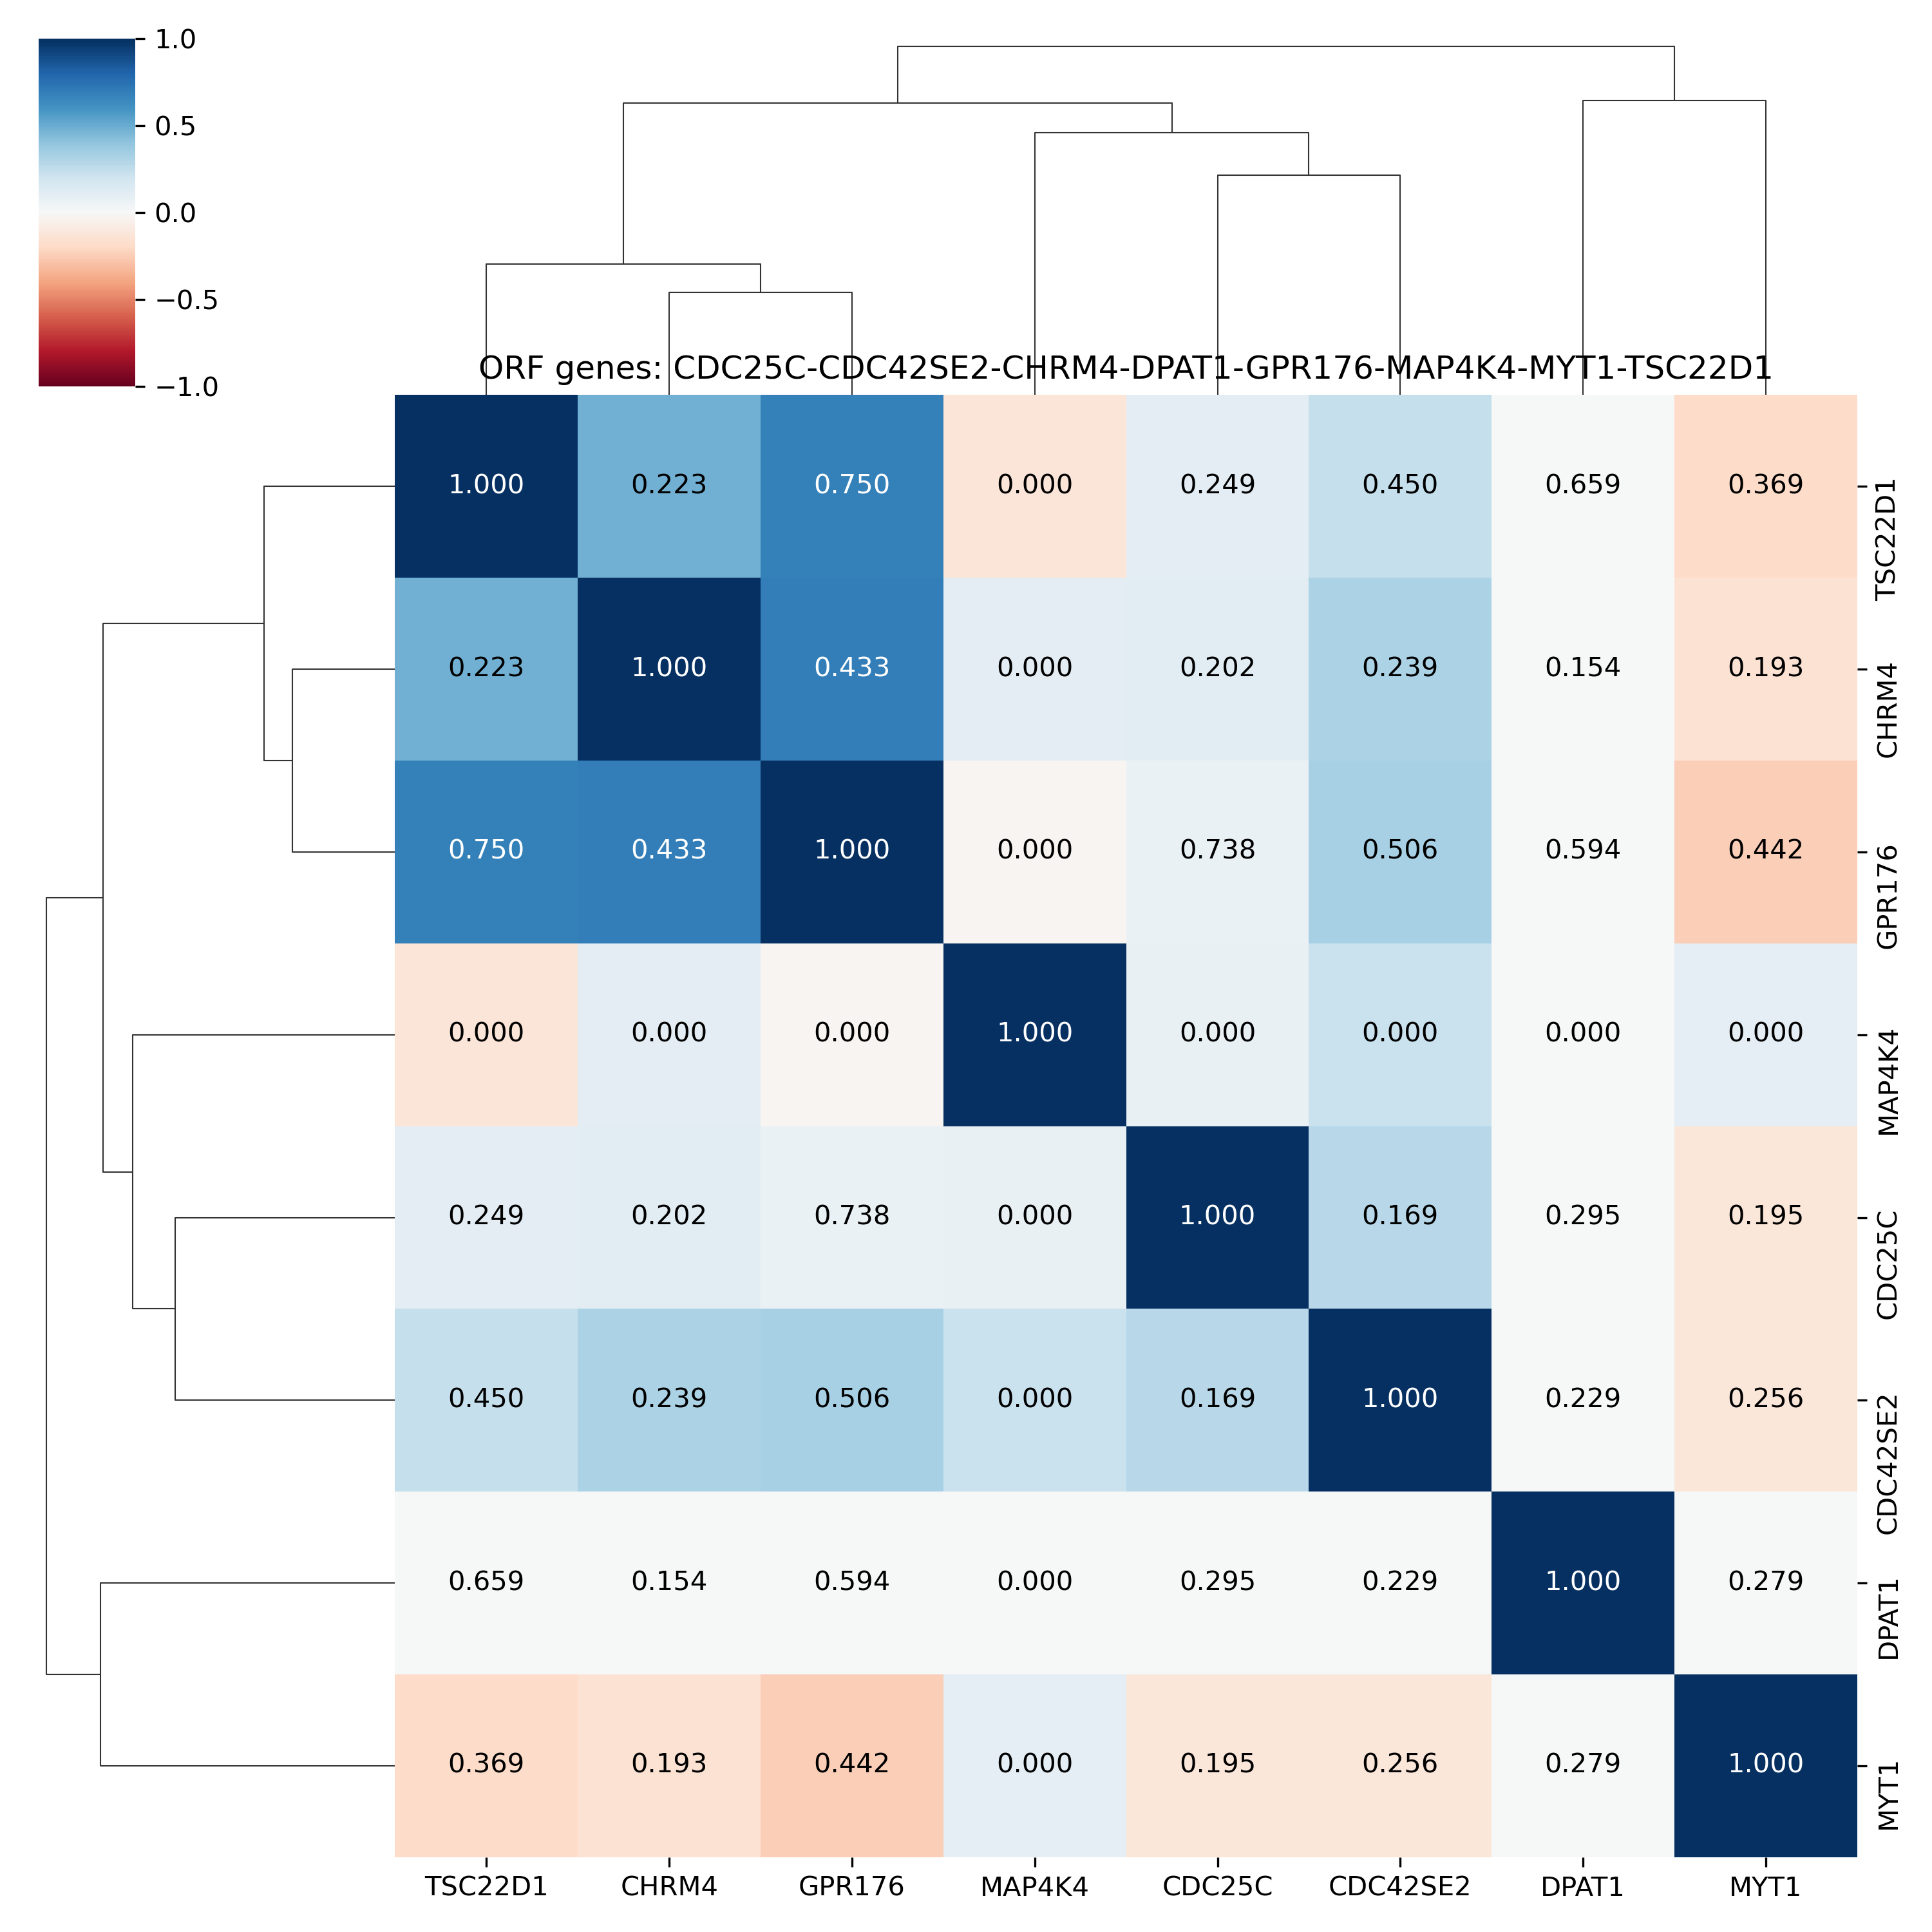 1.0
0.5
0.0
−0.5
−1.0
ORF genes: CDC25C-CDC42SE2-CHRM4-DPAT1-GPR176-MAP4K4-MYT1-TSC22D1
1.000 0.223 0.750 0.000 0.249 0.450 0.659 0.369 TSC22D1
0.223 1.000 0.433 0.000 0.202 0.239 0.154 0.193 CHRM4
0.750 0.433 1.000 0.000 0.738 0.506 0.594 0.442 GPR176
0.000 0.000 0.000 1.000 0.000 0.000 0.000 0.000 MAP4K4
0.249 0.202 0.738 0.000 1.000 0.169 0.295 0.195 CDC25C
0.450 0.239 0.506 0.000 0.169 1.000 0.229 0.256 CDC42SE2
0.659 0.154 0.594 0.000 0.295 0.229 1.000 0.279 DPAT1
0.369 0.193 0.442 0.000 0.195 0.256 0.279 1.000 MYT1
TSC22D1 CHRM4 GPR176 MAP4K4 CDC25C CDC42SE2 DPAT1 MYT1